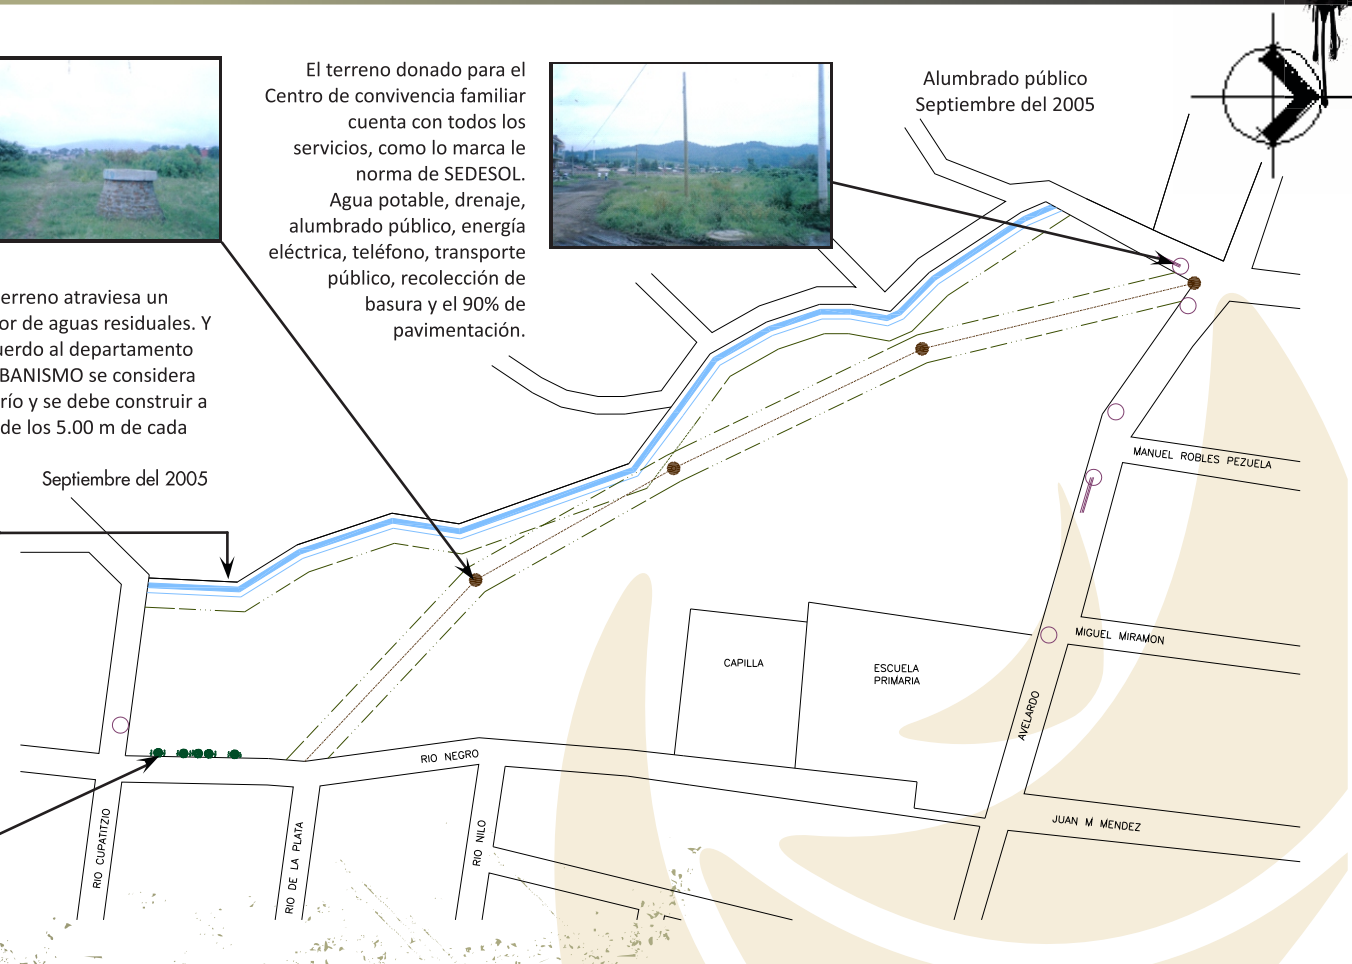 El terreno donado para el
Centro de convivencia familiar
cuenta con todos los
servicios, como lo marca le
norma de SEDESOL.
Agua potable, drenaje,
alumbrado público, energía
eléctrica, teléfono, transporte
público, recolección de
basura y el 90% de
pavimentación.
Alumbrado público
Septiembre del 2005
erreno atraviesa un
or de aguas residuales. Y
uerdo al departamento
BANISMO se considera
río y se debe construir a
de los 5.00 m de cada
Septiembre del 2005
MANUEL ROBLES PEZUELA
MIGUEL MIRAMON
CAPILLA
ESCUELA
PRIMARIA
AVELARDO
RIO NEGRO
JUAN M MENDEZ
RIO CUPATITZIO
RIO DE LA PLATA
RIO NILO